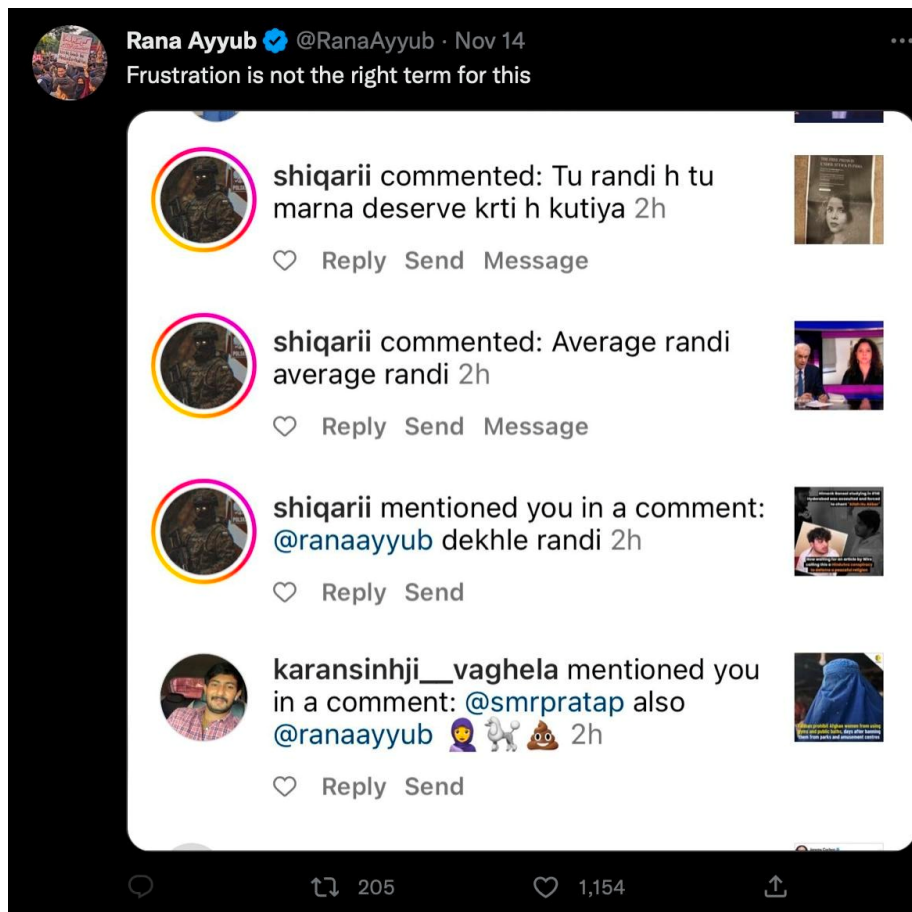 Rana Ayyub @RanaAyyub · Nov 14
Frustration is not the right term for this
shiqarii commented: Tu randi h tu
marna deserve krti h kutiya 2h
Reply Send Message
shiqarii commented: Average randi
average randi 2h
Reply Send Message
shiqarii mentioned you in a comment:
@ranaayyub dekhle randi 2h
Reply Send
karansinhji__vaghela mentioned you
in a comment: @smrpratap also
@ranaayyub 🧕🐩💩 2h
Reply Send
205 1,154